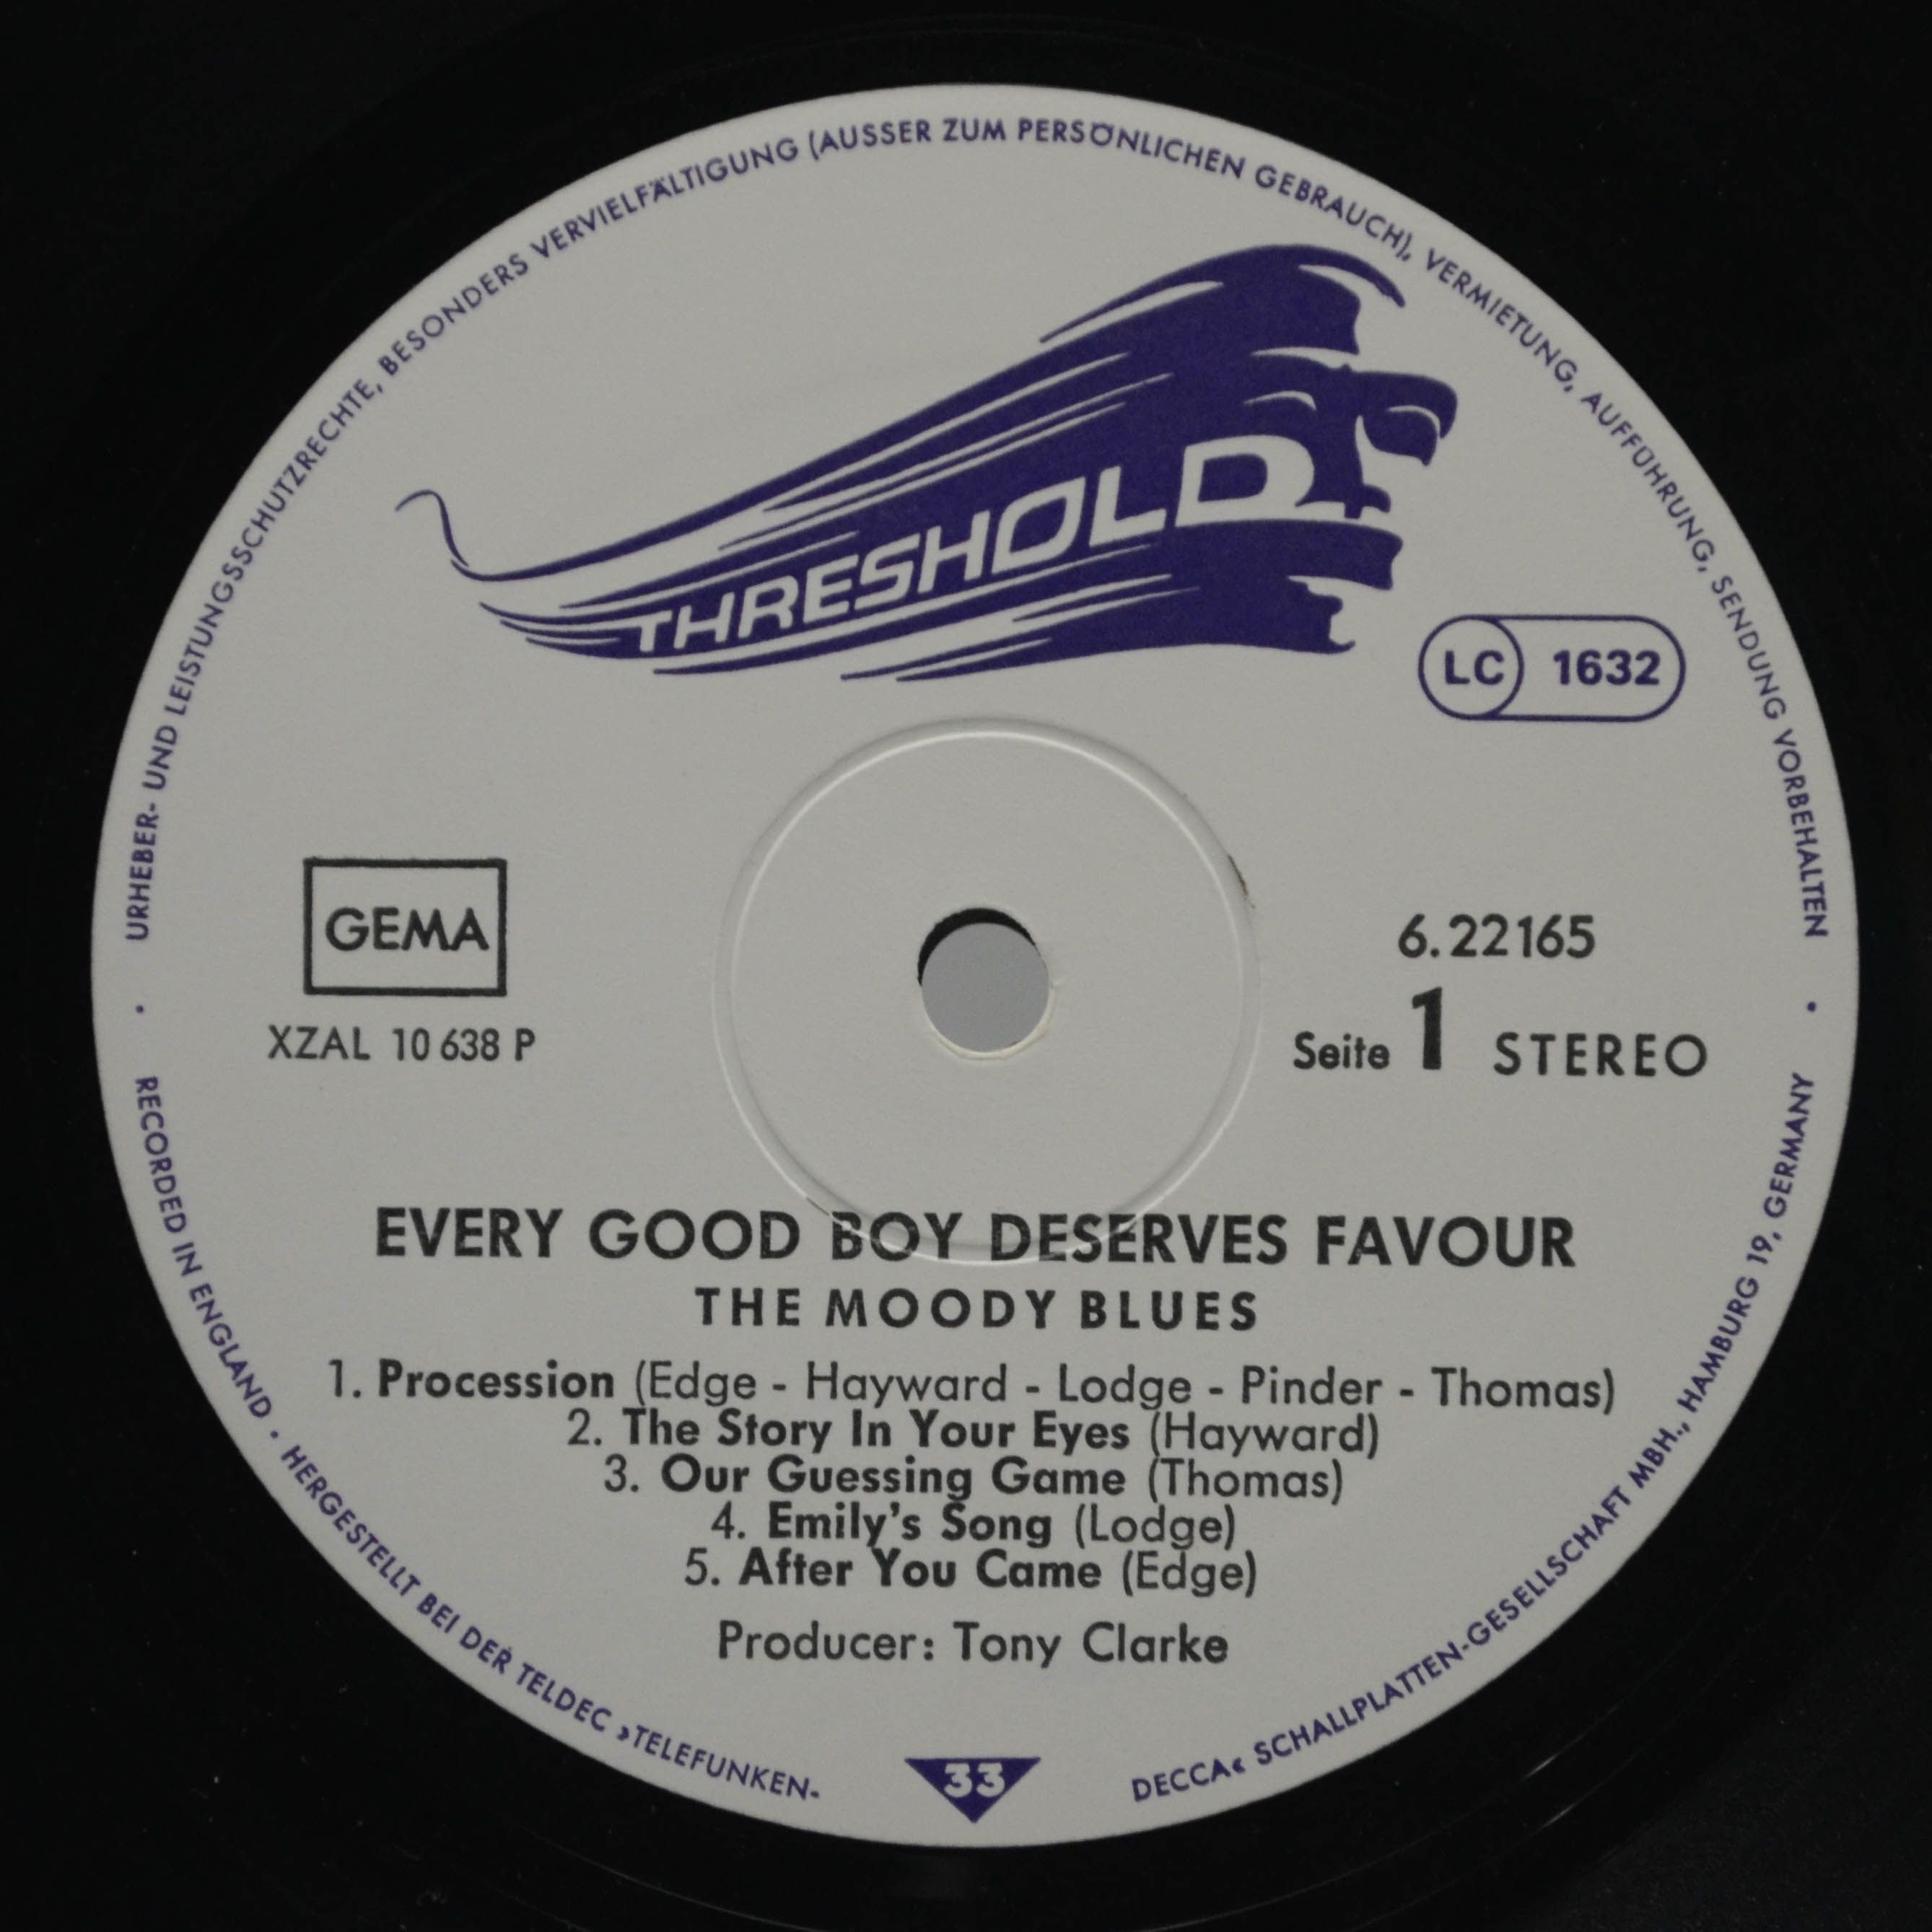 URHEBER- UND LEISTUNGSSCHUTZRECHTE, BESONDERS VERVIELFÄLTIGUNG (AUSSER ZUM PERSÖNLICHEN GEBRAUCH), VERMIETUNG, AUFFÜHRUNG, SENDUNG VORBEHALTEN
THRESHOLD
LC 1632
GEMA
XZAL 10 638 P
6.22165
Seite 1 STEREO
EVERY GOOD BOY DESERVES FAVOUR
THE MOODY BLUES
1. Procession (Edge - Hayward - Lodge - Pinder - Thomas)
2. The Story In Your Eyes (Hayward)
3. Our Guessing Game (Thomas)
4. Emily's Song (Lodge)
5. After You Came (Edge)
Producer: Tony Clarke
33
RECORDED IN ENGLAND · HERGESTELLT BEI DER TELDEC »TELEFUNKEN-DECCA« SCHALLPLATTEN-GESELLSCHAFT MBH., HAMBURG 19, GERMANY